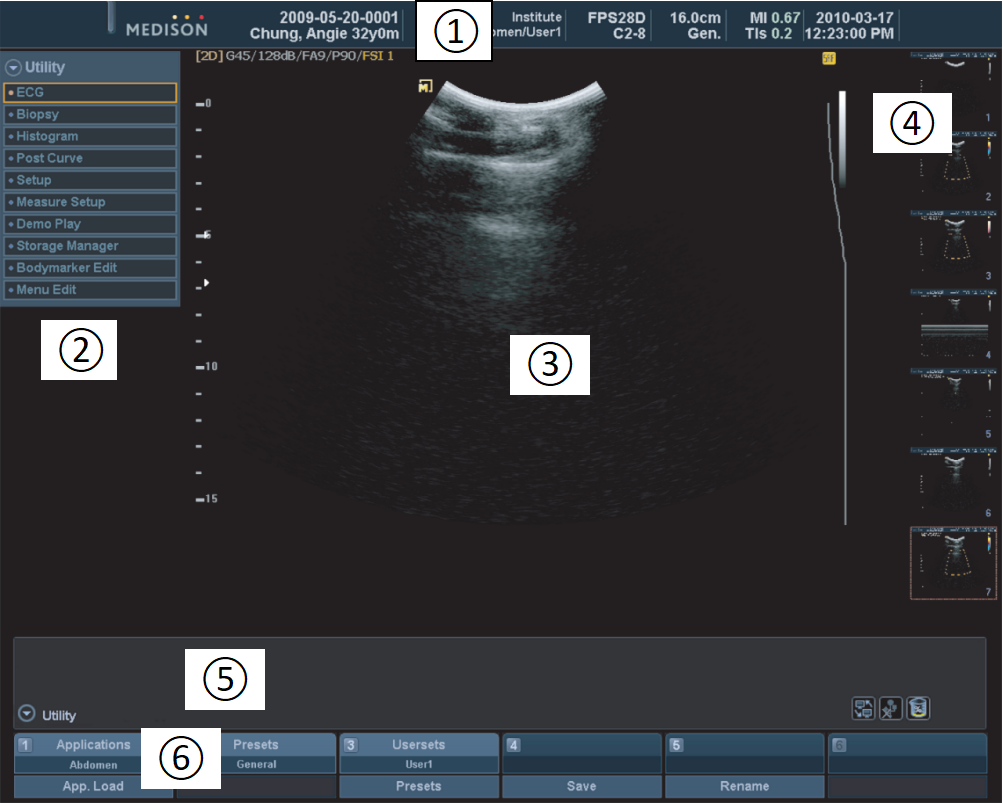 MEDISON
2009-05-20-0001
Chung, Angie 32y0m
①
Institute
omen/User1
FPS28D
C2-8
16.0cm
Gen.
MI 0.67
TIs 0.2
2010-03-17
12:23:00 PM
[2D] G45/128dB/FA9/P90/FSI 1
Utility
ECG
Biopsy
Histogram
Post Curve
Setup
Measure Setup
Demo Play
Storage Manager
Bodymarker Edit
Menu Edit
②
M
0
5
10
15
③
④
1
2
3
4
5
6
7
⑤
Utility
⑥
1 Applications
Abdomen
App. Load
Presets
General
3 Usersets
User1
Presets
4
Save
5
Rename
6